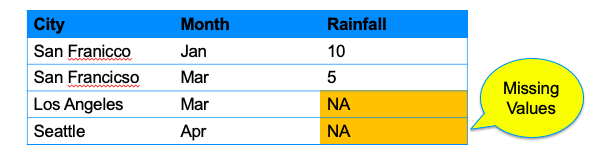 City Month Rainfall
San Franicco Jan 10
San Francicso Mar 5
Los Angeles Mar NA
Seattle Apr NA
Missing
Values